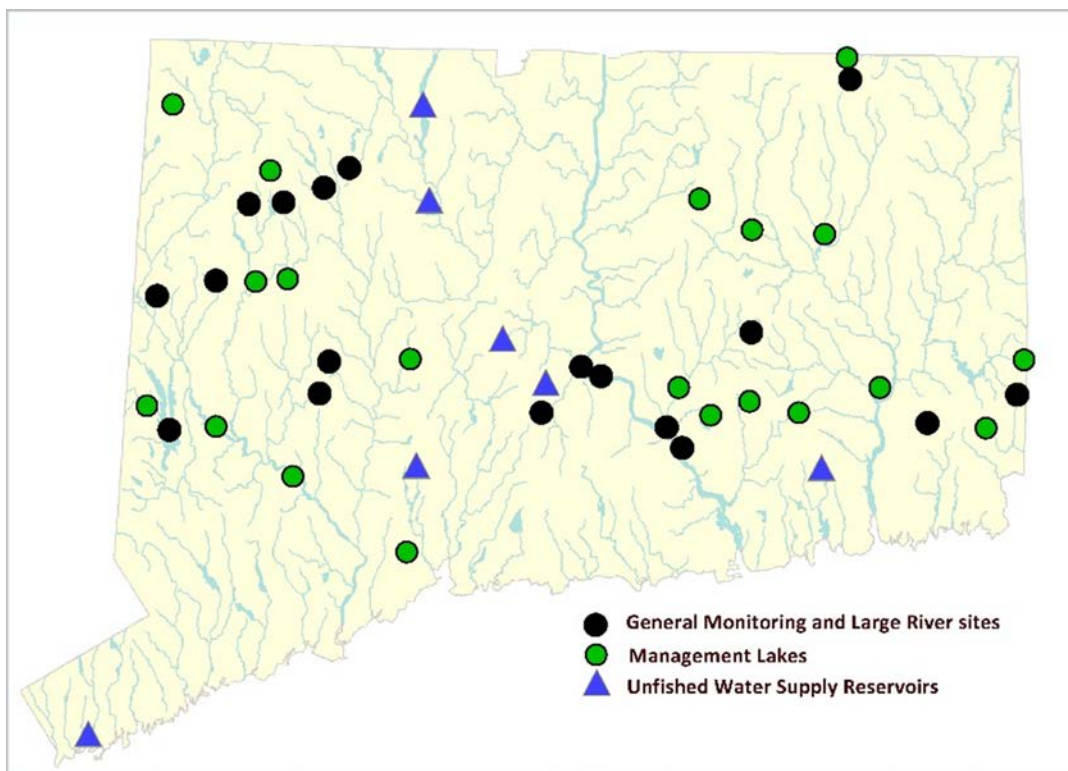 General Monitoring and Large River sites
Management Lakes
Unfished Water Supply Reservoirs